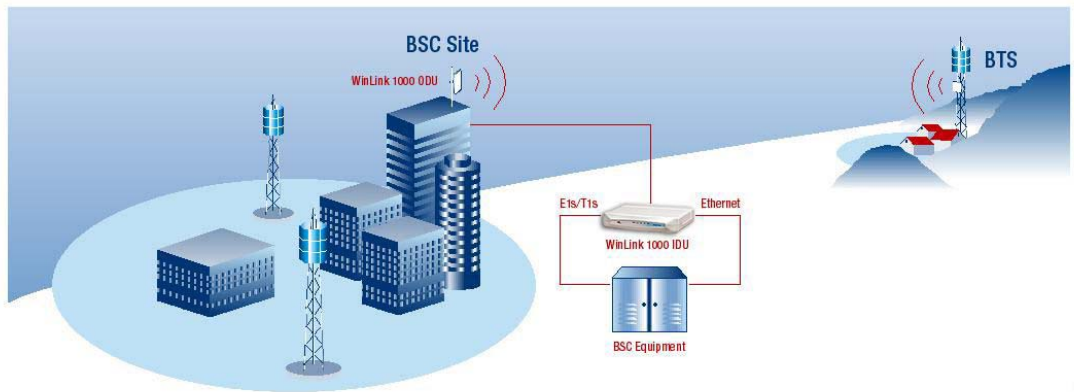 BSC Site
WinLink 1000 ODU
BTS
E1s/T1s
Ethernet
WinLink 1000 IDU
BSC Equipment